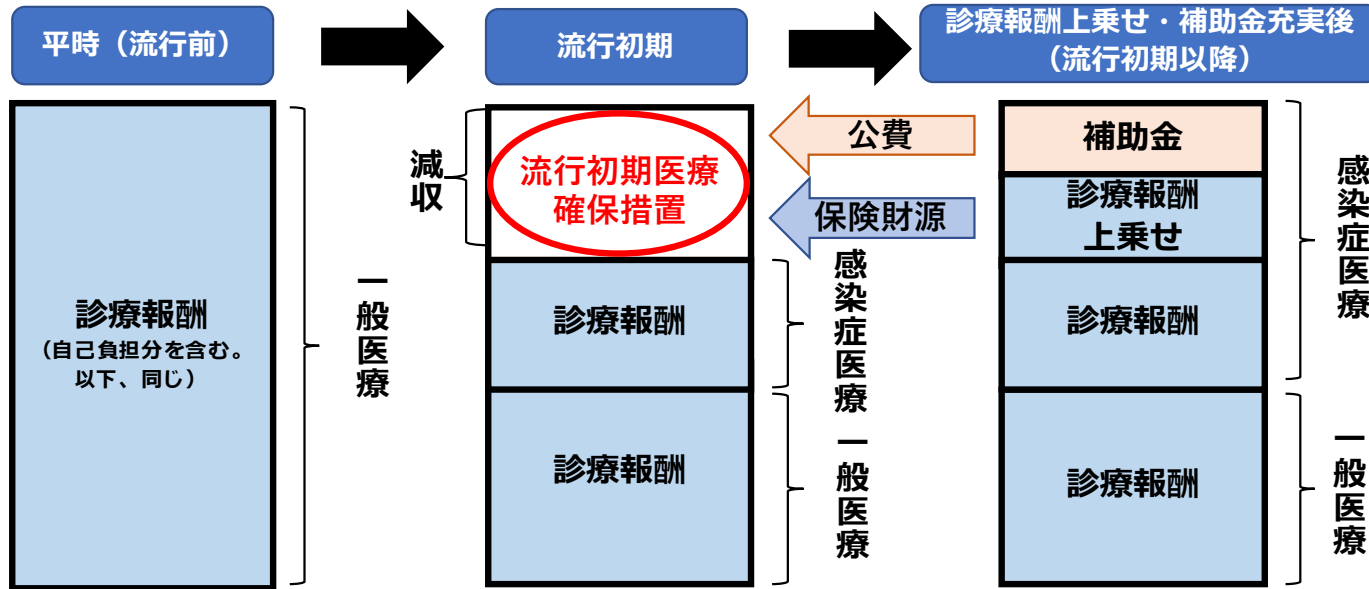 平時（流行前）
流行初期
診療報酬上乗せ・補助金充実後
（流行初期以降）
診療報酬
（自己負担分を含む。
以下、同じ）
一般医療
減収
流行初期医療
確保措置
診療報酬
診療報酬
感染症医療
一般医療
公費
保険財源
補助金
診療報酬
上乗せ
診療報酬
診療報酬
感染症医療
一般医療